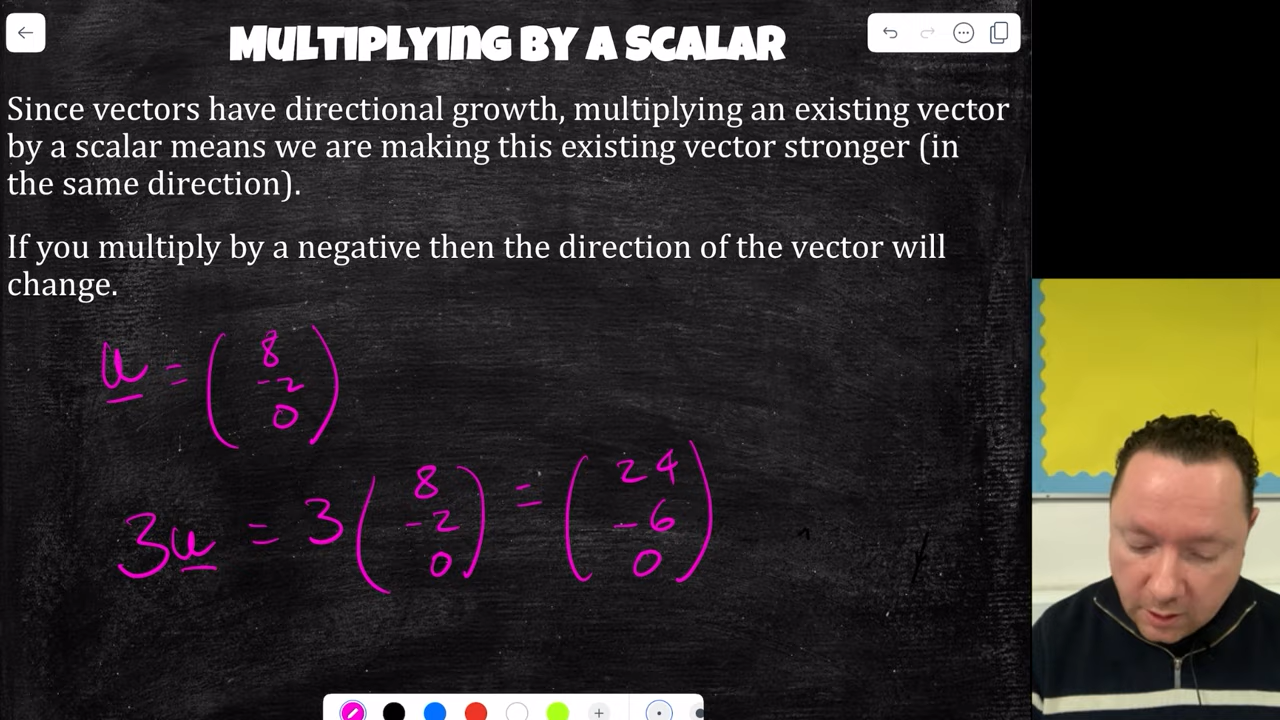 MULTIPLYING BY A SCALAR
Since vectors have directional growth, multiplying an existing vector
by a scalar means we are making this existing vector stronger (in
the same direction).
If you multiply by a negative then the direction of the vector will
change.
u = (8 -2 0)
3u = 3 (8 -2 0) = (24 -6 0)